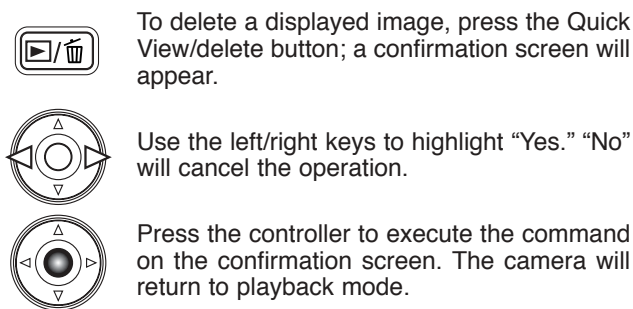 To delete a displayed image, press the Quick
View/delete button; a confirmation screen will
appear.
Use the left/right keys to highlight “Yes.” “No”
will cancel the operation.
Press the controller to execute the command
on the confirmation screen. The camera will
return to playback mode.